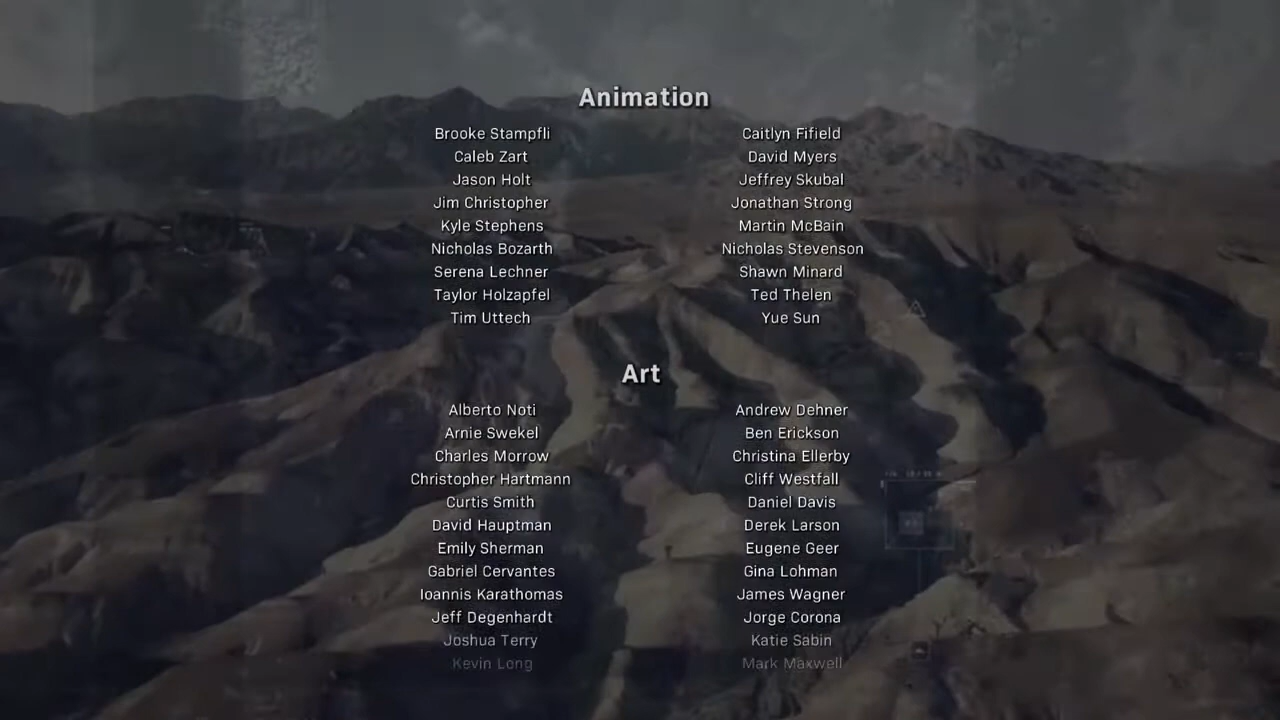 Animation
Brooke Stampfli Caitlyn Fifield
Caleb Zart David Myers
Jason Holt Jeffrey Skubal
Jim Christopher Jonathan Strong
Kyle Stephens Martin McBain
Nicholas Bozarth Nicholas Stevenson
Serena Lechner Shawn Minard
Taylor Holzapfel Ted Thelen
Tim Uttech Yue Sun
Art
Alberto Noti Andrew Dehner
Arnie Swekel Ben Erickson
Charles Morrow Christina Ellerby
Christopher Hartmann Cliff Westfall
Curtis Smith Daniel Davis
David Hauptman Derek Larson
Emily Sherman Eugene Geer
Gabriel Cervantes Gina Lohman
Ioannis Karathomas James Wagner
Jeff Degenhardt Jorge Corona
Joshua Terry Katie Sabin
Kevin Long Mark Maxwell